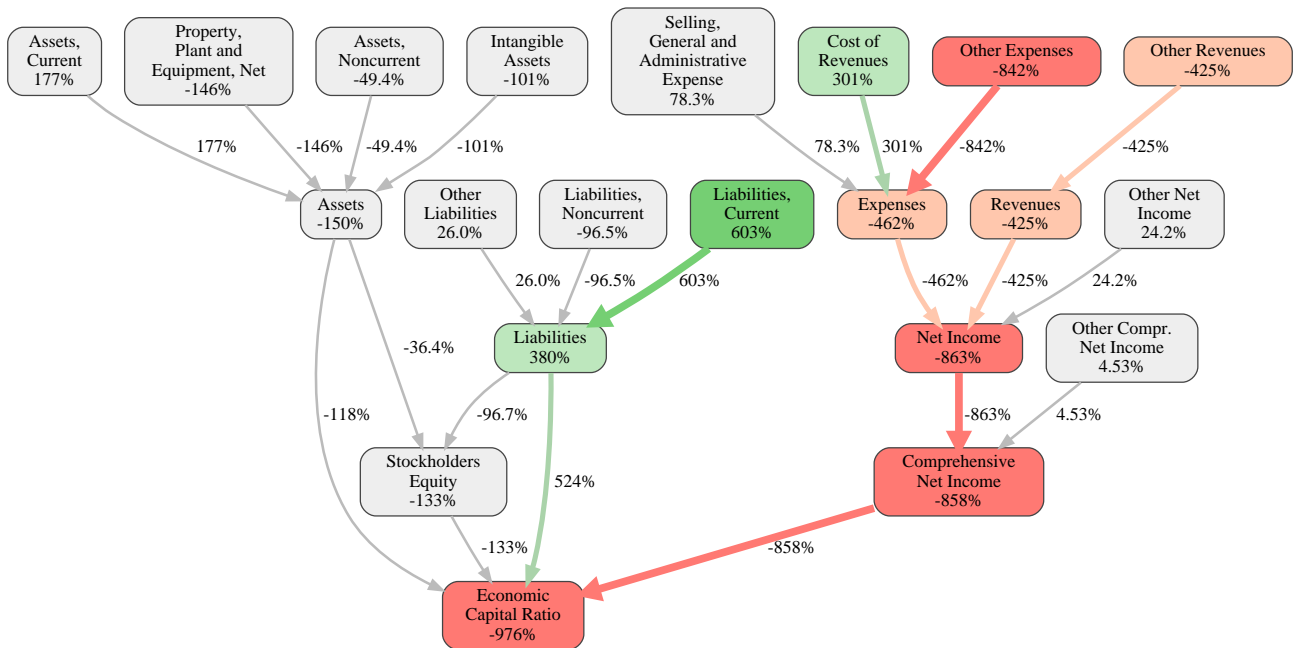 Assets,
Current
177%
Property,
Plant and
Equipment, Net
-146%
Assets,
Noncurrent
-49.4%
Intangible
Assets
-101%
Selling,
General and
Administrative
Expense
78.3%
Cost of
Revenues
301%
Other Expenses
-842%
Other Revenues
-425%
177%
-146%
-49.4%
-101%
78.3%
301%
-842%
-425%
Assets
-150%
Other
Liabilities
26.0%
Liabilities,
Noncurrent
-96.5%
Liabilities,
Current
603%
Expenses
-462%
Revenues
-425%
Other Net
Income
24.2%
26.0%
-96.5%
603%
-462%
-425%
24.2%
Liabilities
380%
Net Income
-863%
Other Compr.
Net Income
4.53%
-36.4%
-118%
-96.7%
-863%
4.53%
Stockholders
Equity
-133%
524%
Comprehensive
Net Income
-858%
-133%
-858%
Economic
Capital Ratio
-976%